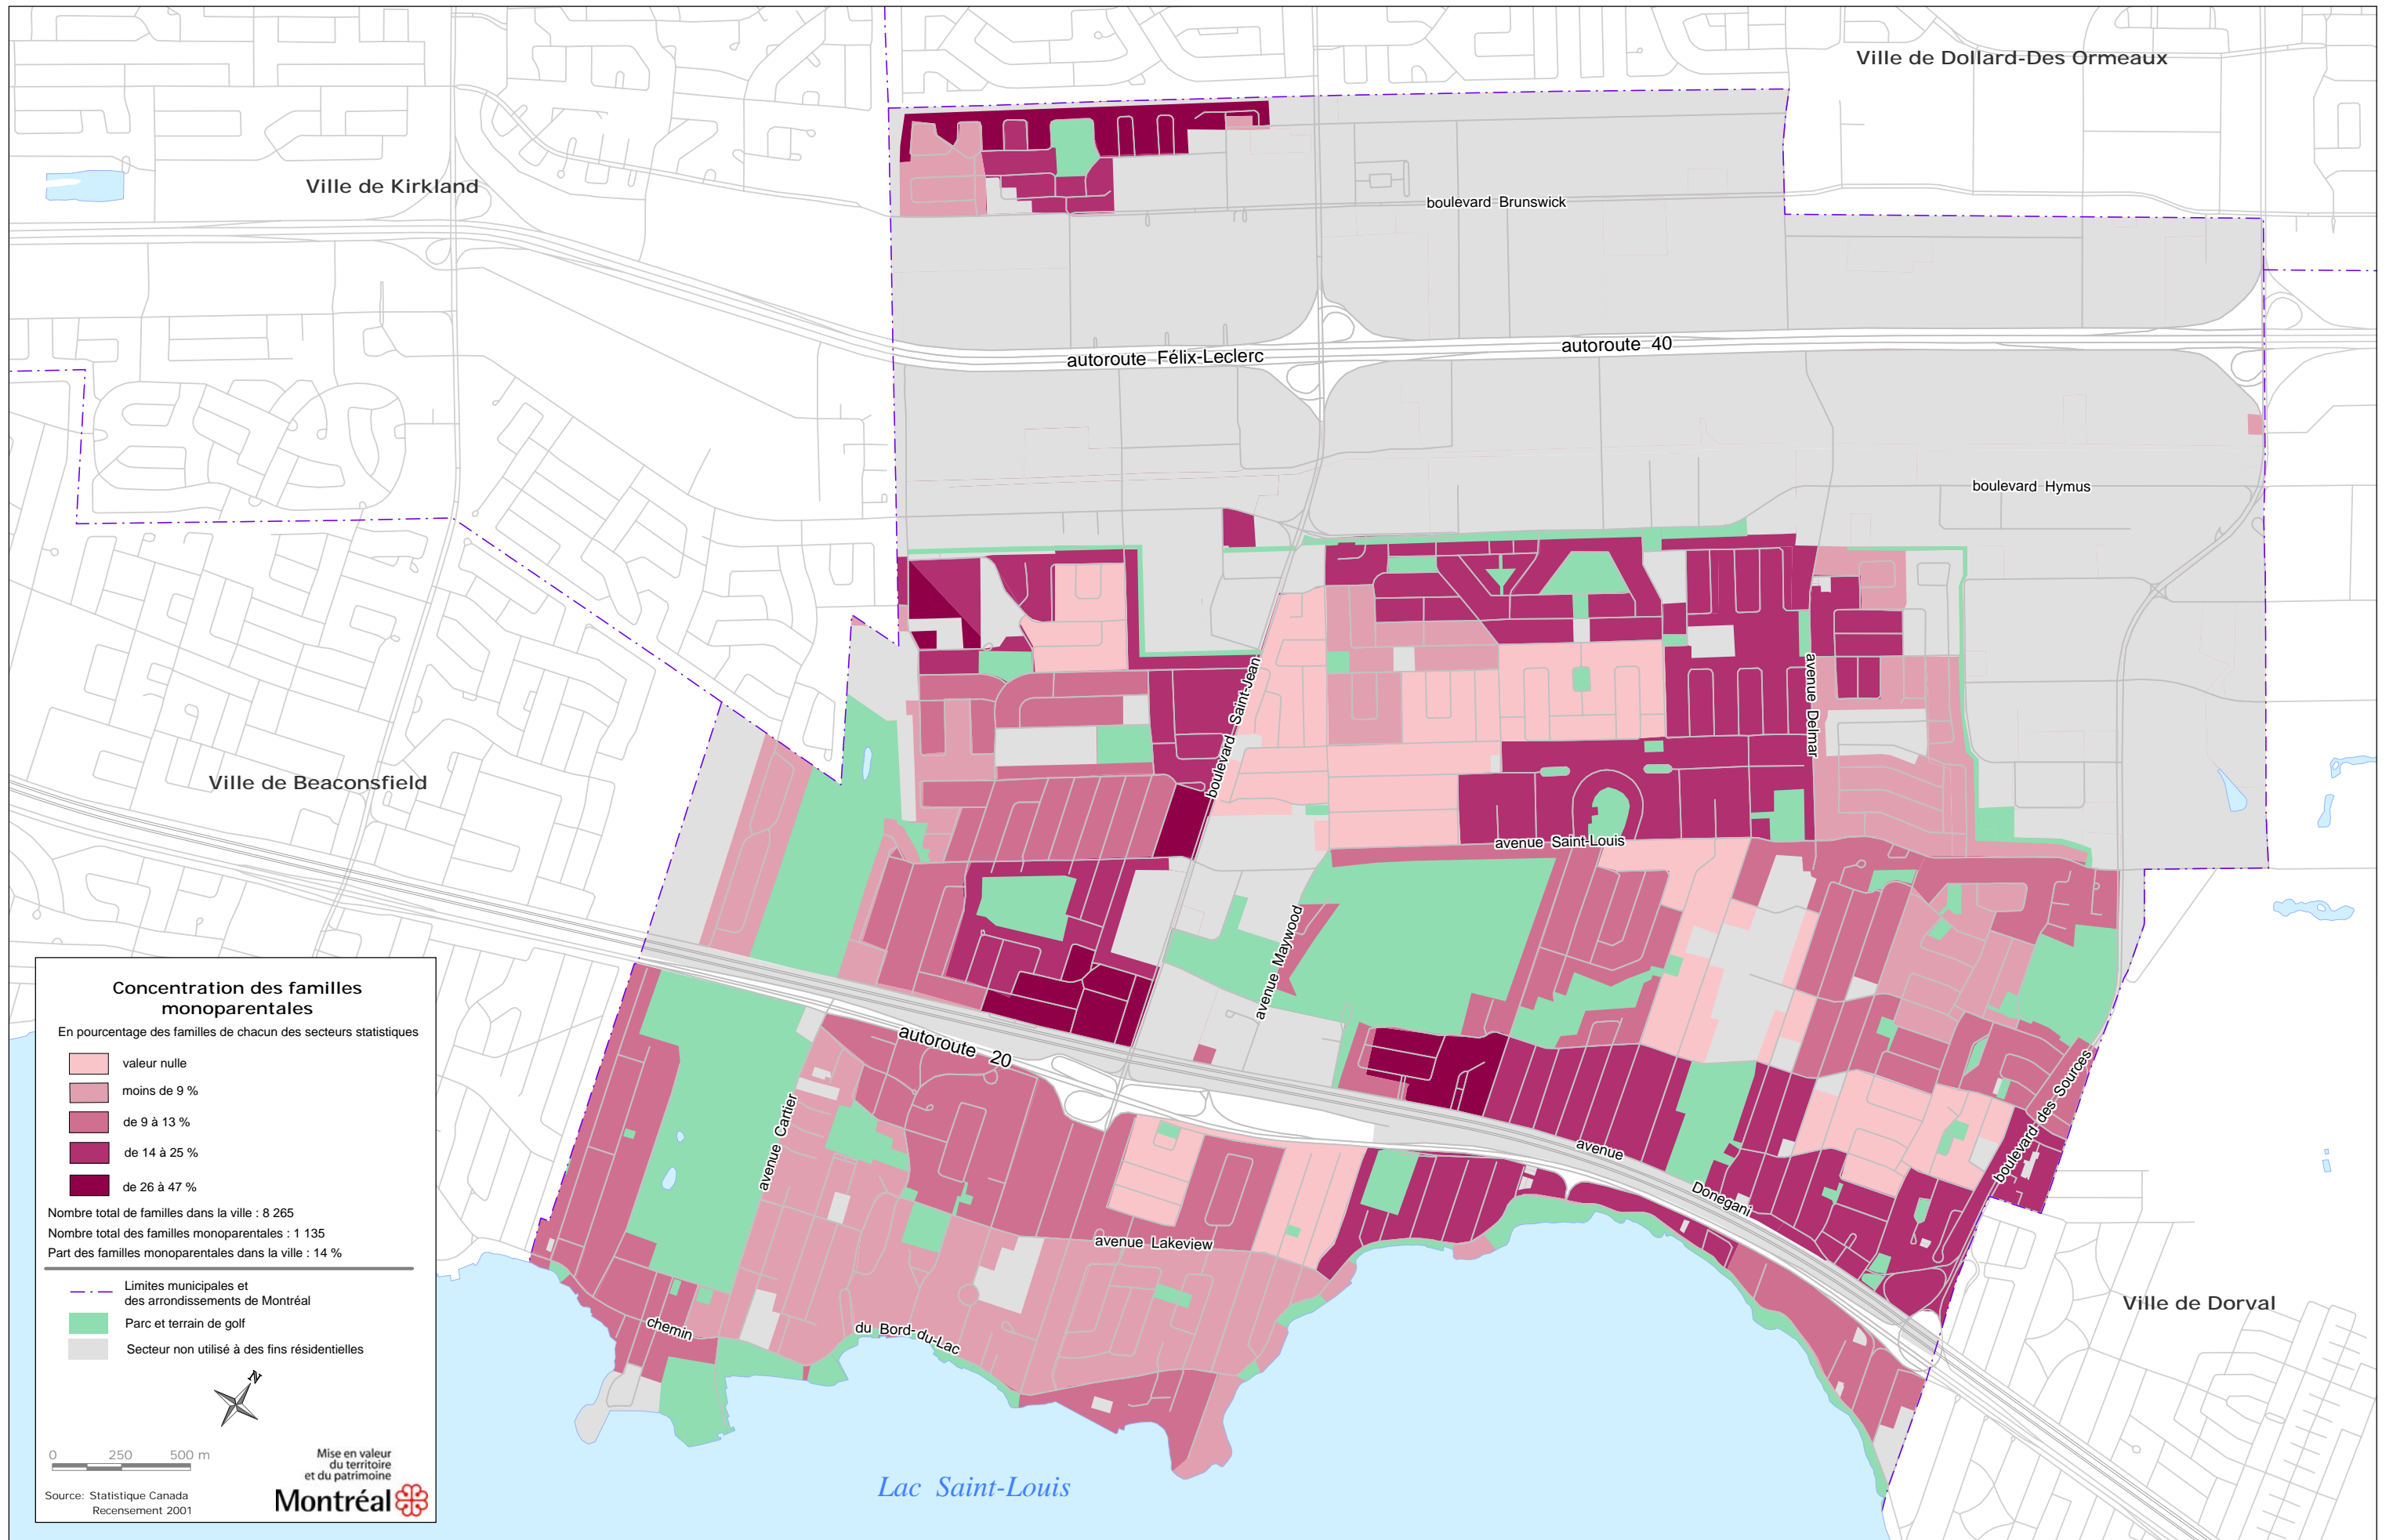 Ville de Dollard-Des Ormeaux
Ville de Kirkland
boulevard Brunswick
autoroute Félix-Leclerc
autoroute 40
boulevard Hymus
boulevard Saint-Jean
avenue Delmar
Ville de Beaconsfield
avenue Saint-Louis
avenue Maywood
autoroute 20
avenue Cartier
boulevard des Sources
avenue
Donegani
avenue Lakeview
chemin
du Bord-du-Lac
Ville de Dorval
Lac Saint-Louis
Concentration des familles
monoparentales
En pourcentage des familles de chacun des secteurs statistiques
valeur nulle
moins de 9 %
de 9 à 13 %
de 14 à 25 %
de 26 à 47 %
Nombre total de familles dans la ville : 8 265
Nombre total des familles monoparentales : 1 135
Part des familles monoparentales dans la ville : 14 %
Limites municipales et
des arrondissements de Montréal
Parc et terrain de golf
Secteur non utilisé à des fins résidentielles
N
0 250 500 m
Mise en valeur
du territoire
et du patrimoine
Montréal
Source: Statistique Canada
Recensement 2001